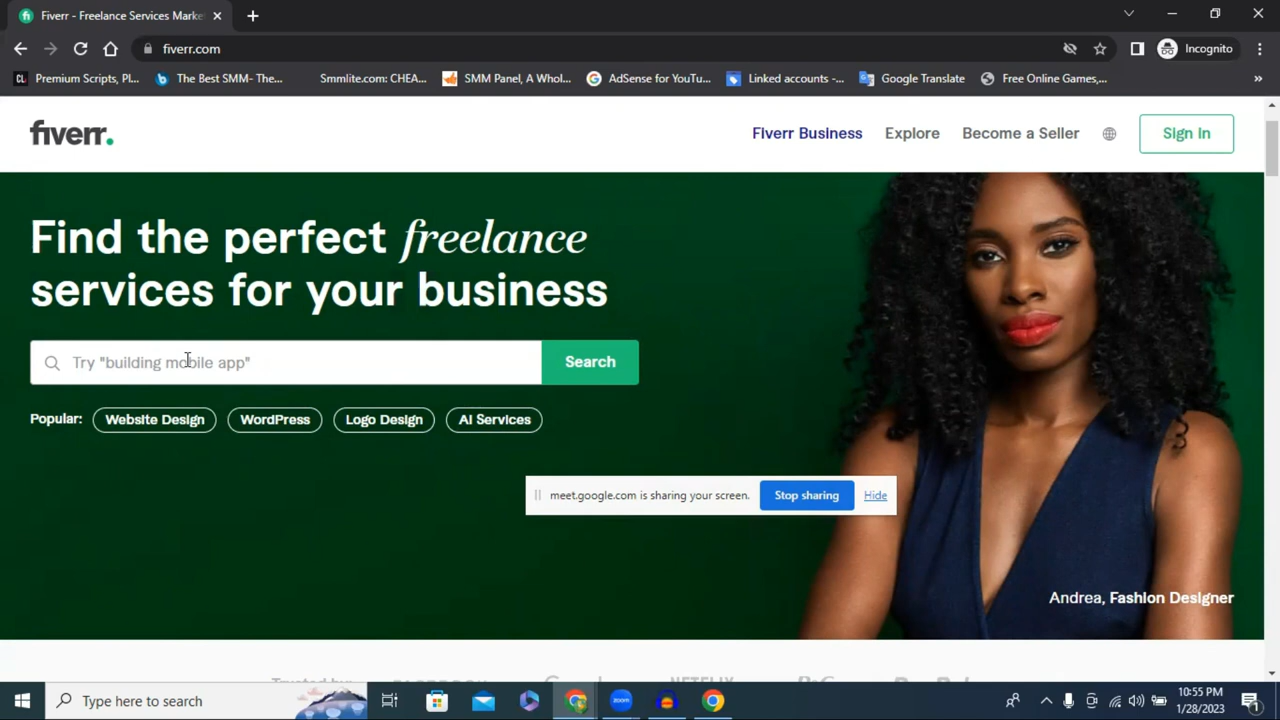 Fiverr - Freelance Services Marke
fiverr.com
Incognito
Premium Scripts, Pl...
The Best SMM- The...
Smmlite.com: CHEA...
SMM Panel, A Whol...
AdSense for YouTu...
Linked accounts -...
Google Translate
Free Online Games,...
fiverr.
Fiverr Business
Explore
Become a Seller
Sign In
Find the perfect freelance
services for your business
Try "building mobile app"
Search
Popular:
Website Design
WordPress
Logo Design
AI Services
meet.google.com is sharing your screen.
Stop sharing
Hide
Andrea, Fashion Designer
Type here to search
zoom
10:55 PM
1/28/2023
1